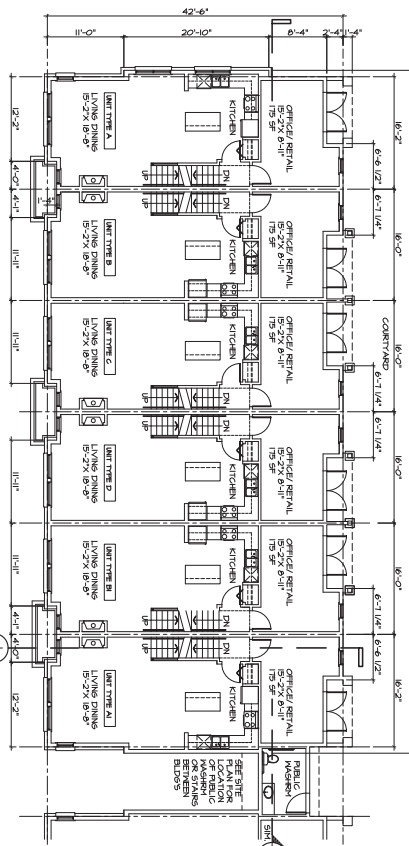 42'-6"
11'-0"
20'-10"
8'-4"
2'-4"
1'-4"
12'-2"
4'-0"
4'-1"
1'-4"
11'-11"
11'-11"
11'-11"
11'-11"
4'-1"
4'-0"
12'-2"
16'-2"
6'-6 1/2"
6'-7 1/4"
16'-0"
16'-0"
COURTYARD
6'-7 1/4"
6'-7 1/4"
16'-0"
16'-0"
6'-7 1/4"
6'-6 1/2"
16'-2"
UNIT TYPE A
LIVING DINING
15'-2"X 18'-8"
KITCHEN
OFFICE/ RETAIL
15'-2"X 8'-11"
175 SF
UP
DN
UNIT TYPE B
LIVING DINING
15'-2"X 18'-8"
KITCHEN
OFFICE/ RETAIL
15'-2"X 8'-11"
175 SF
UP
DN
UNIT TYPE C
LIVING DINING
15'-2"X 18'-8"
KITCHEN
OFFICE/ RETAIL
15'-2"X 8'-11"
175 SF
UP
DN
UNIT TYPE D
LIVING DINING
15'-2"X 18'-8"
KITCHEN
OFFICE/ RETAIL
15'-2"X 8'-11"
175 SF
UP
DN
UNIT TYPE B1
LIVING DINING
15'-2"X 18'-8"
KITCHEN
OFFICE/ RETAIL
15'-2"X 8'-11"
175 SF
UP
DN
UNIT TYPE A1
LIVING DINING
15'-2"X 18'-8"
KITCHEN
OFFICE/ RETAIL
15'-2"X 8'-11"
175 SF
UP
DN
SEE SITE
PLAN FOR
LOCATION
OF PUBLIC
WASHRM
OR STAIRS
BETWEEN
BLDG'S
PUBLIC
WASHRM
SIM